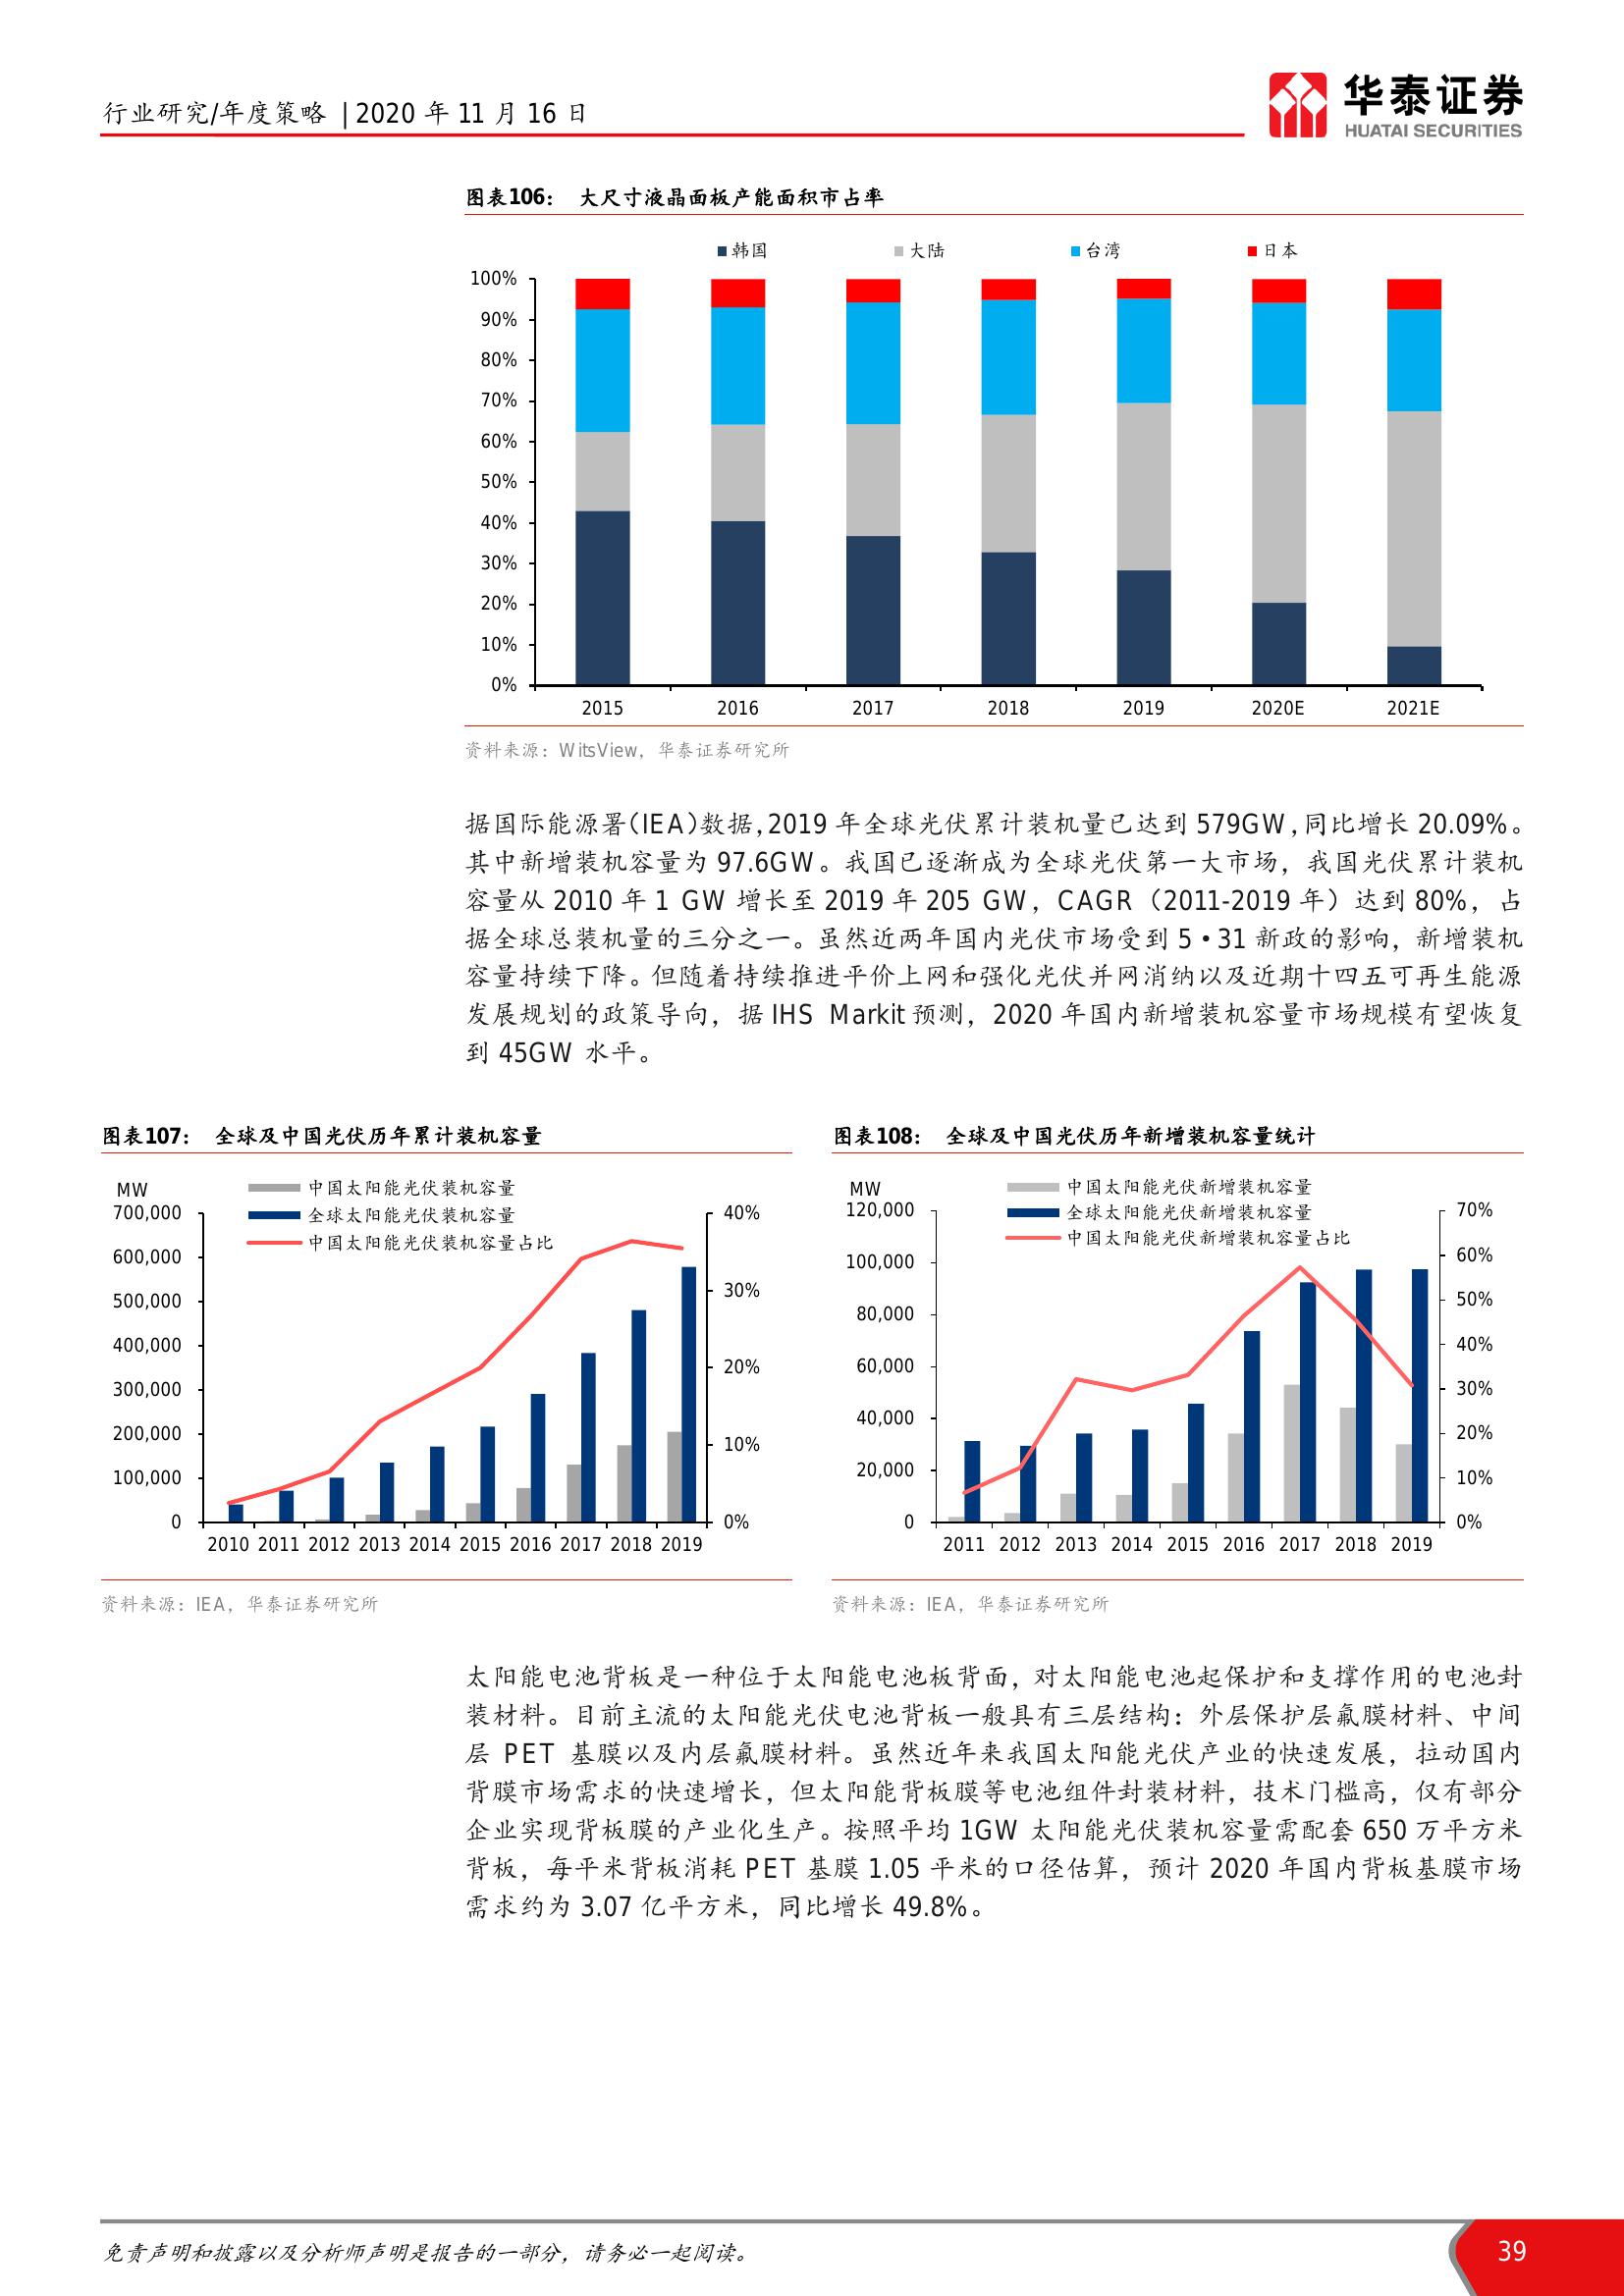 行业研究/年度策略 | 2020 年 11 月 16 日
华泰证券
HUATAI SECURITIES
图表106： 大尺寸液晶面板产能面积市占率
韩国 大陆 台湾 日本
100%
90%
80%
70%
60%
50%
40%
30%
20%
10%
0%
2015 2016 2017 2018 2019 2020E 2021E
资料来源：WitsView，华泰证券研究所
据国际能源署（IEA）数据，2019 年全球光伏累计装机量已达到 579GW，同比增长 20.09%。
其中新增装机容量为 97.6GW。我国已逐渐成为全球光伏第一大市场，我国光伏累计装机
容量从 2010 年 1 GW 增长至 2019 年 205 GW，CAGR（2011-2019 年）达到 80%，占
据全球总装机量的三分之一。虽然近两年国内光伏市场受到 5•31 新政的影响，新增装机
容量持续下降。但随着持续推进平价上网和强化光伏并网消纳以及近期十四五可再生能源
发展规划的政策导向，据 IHS Markit 预测，2020 年国内新增装机容量市场规模有望恢复
到 45GW 水平。
图表107： 全球及中国光伏历年累计装机容量
MW
中国太阳能光伏装机容量
全球太阳能光伏装机容量
中国太阳能光伏装机容量占比
700,000
600,000
500,000
400,000
300,000
200,000
100,000
0
40%
30%
20%
10%
0%
2010 2011 2012 2013 2014 2015 2016 2017 2018 2019
资料来源：IEA，华泰证券研究所
图表108： 全球及中国光伏历年新增装机容量统计
MW
中国太阳能光伏新增装机容量
全球太阳能光伏新增装机容量
中国太阳能光伏新增装机容量占比
120,000
100,000
80,000
60,000
40,000
20,000
0
70%
60%
50%
40%
30%
20%
10%
0%
2011 2012 2013 2014 2015 2016 2017 2018 2019
资料来源：IEA，华泰证券研究所
太阳能电池背板是一种位于太阳能电池板背面，对太阳能电池起保护和支撑作用的电池封
装材料。目前主流的太阳能光伏电池背板一般具有三层结构：外层保护层氟膜材料、中间
层 PET 基膜以及内层氟膜材料。虽然近年来我国太阳能光伏产业的快速发展，拉动国内
背膜市场需求的快速增长，但太阳能背板膜等电池组件封装材料，技术门槛高，仅有部分
企业实现背板膜的产业化生产。按照平均 1GW 太阳能光伏装机容量需配套 650 万平方米
背板，每平米背板消耗 PET 基膜 1.05 平米的口径估算，预计 2020 年国内背板基膜市场
需求约为 3.07 亿平方米，同比增长 49.8%。
免责声明和披露以及分析师声明是报告的一部分，请务必一起阅读。
39